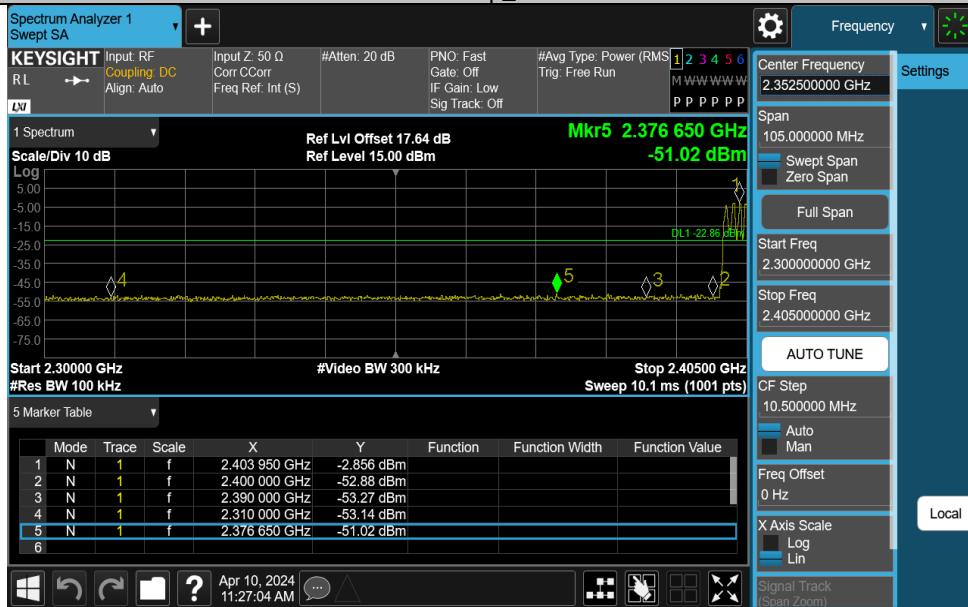 Spectrum Analyzer 1
Swept SA
+
Frequency
KEYSIGHT
RL
LXI
Input: RF
Coupling: DC
Align: Auto
Input Z: 50 Ω
Corr CCorr
Freq Ref: Int (S)
#Atten: 20 dB
PNO: Fast
Gate: Off
IF Gain: Low
Sig Track: Off
#Avg Type: Power (RMS
Trig: Free Run
1 2 3 4 5 6
M W W W W W
P P P P P P
1 Spectrum
Scale/Div 10 dB
Ref Lvl Offset 17.64 dB
Ref Level 15.00 dBm
Mkr5 2.376 650 GHz
-51.02 dBm
Log
5.00
-5.00
-15.0
-25.0
-35.0
-45.0
-55.0
-65.0
-75.0
1
DL1 -22.86 dBm
4
5
3
2
Start 2.30000 GHz
#Video BW 300 kHz
Stop 2.40500 GHz
#Res BW 100 kHz
Sweep 10.1 ms (1001 pts)
5 Marker Table
Mode Trace Scale X Y Function Function Width Function Value
1 N 1 f 2.403 950 GHz -2.856 dBm
2 N 1 f 2.400 000 GHz -52.88 dBm
3 N 1 f 2.390 000 GHz -53.27 dBm
4 N 1 f 2.310 000 GHz -53.14 dBm
5 N 1 f 2.376 650 GHz -51.02 dBm
6
?
Apr 10, 2024
11:27:04 AM
Center Frequency
2.352500000 GHz
Settings
Span
105.000000 MHz
Swept Span
Zero Span
Full Span
Start Freq
2.300000000 GHz
Stop Freq
2.405000000 GHz
AUTO TUNE
CF Step
10.500000 MHz
Auto
Man
Freq Offset
0 Hz
Local
X Axis Scale
Log
Lin
Signal Track
(Span Zoom)